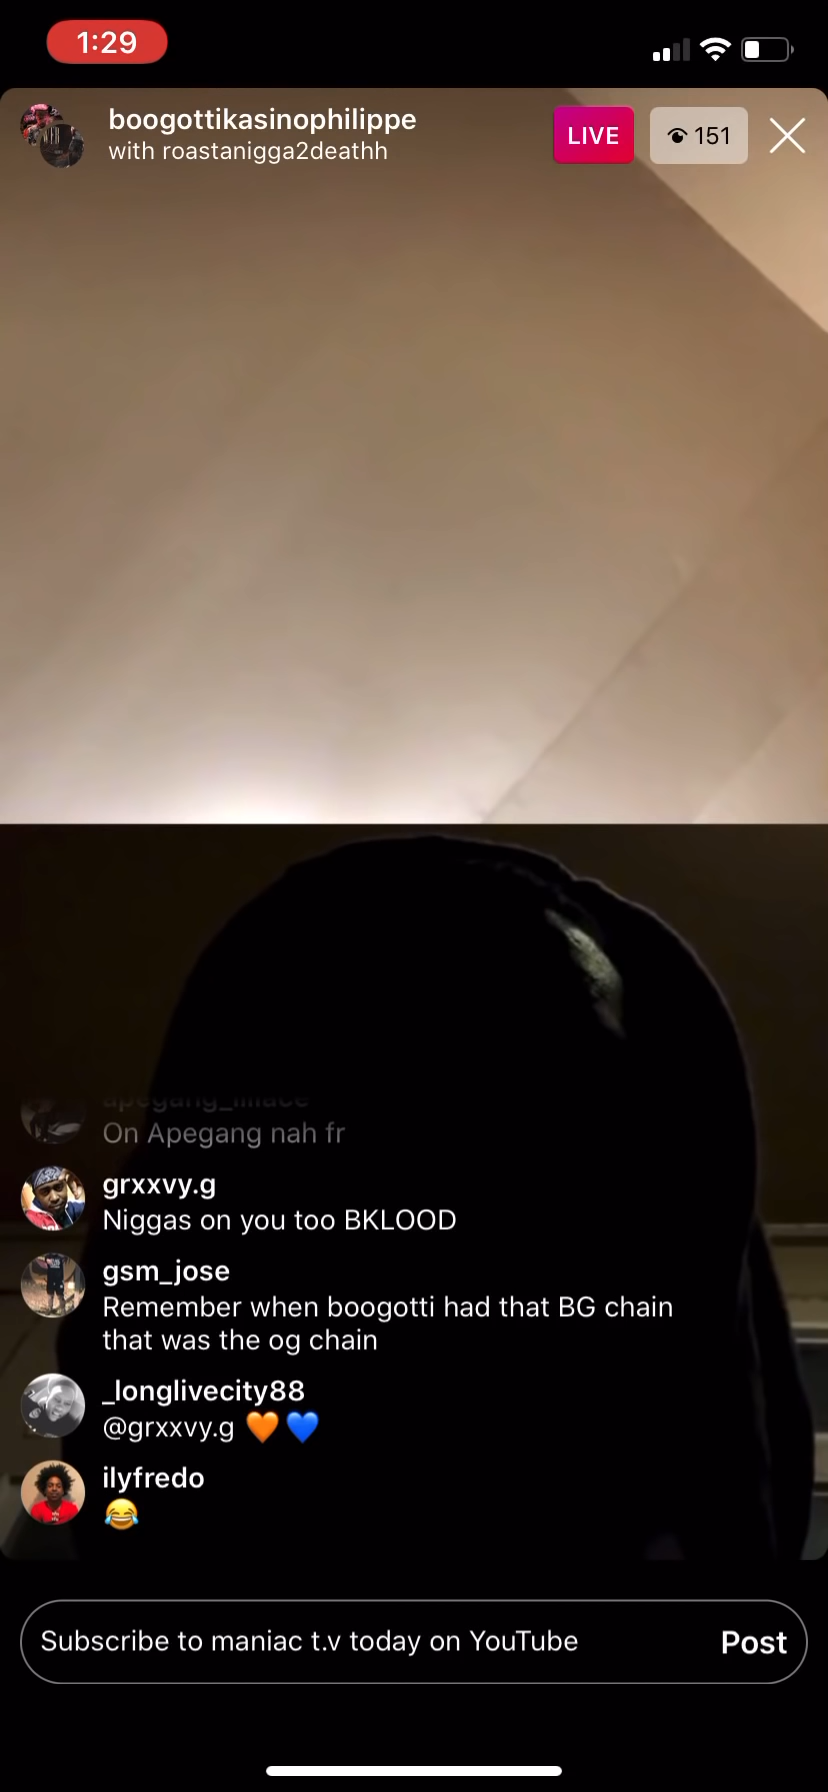 1:29
boogottikasinophilippe
with roastanigga2deathh
LIVE
151
On Apegang nah fr
grxxvy.g
Niggas on you too BKLOOD
gsm_jose
Remember when boogotti had that BG chain
that was the og chain
_longlivecity88
@grxxvy.g 🧡 💙
ilyfredo
😂
Subscribe to maniac t.v today on YouTube
Post